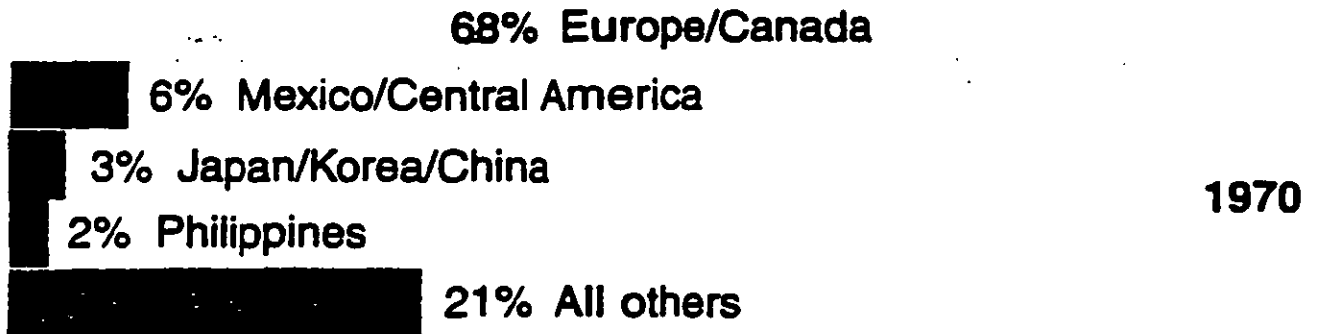 68% Europe/Canada
6% Mexico/Central America
3% Japan/Korea/China
1970
2% Philippines
21% All others